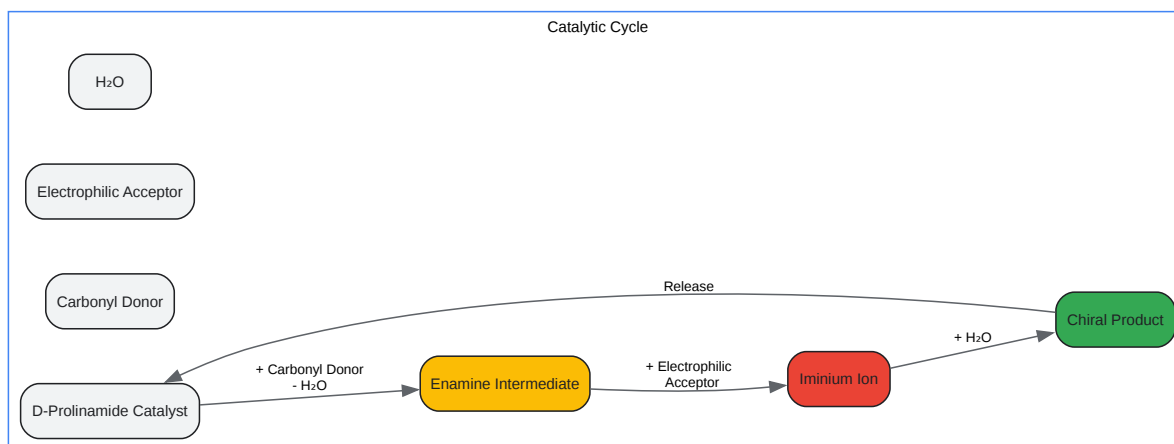 Catalytic Cycle
H₂O
Electrophilic Acceptor
Carbonyl Donor
Release
Chiral Product
+ H₂O
+ Carbonyl Donor
- H₂O
+ Electrophilic
Acceptor
D-Prolinamide Catalyst
Enamine Intermediate
Iminium Ion